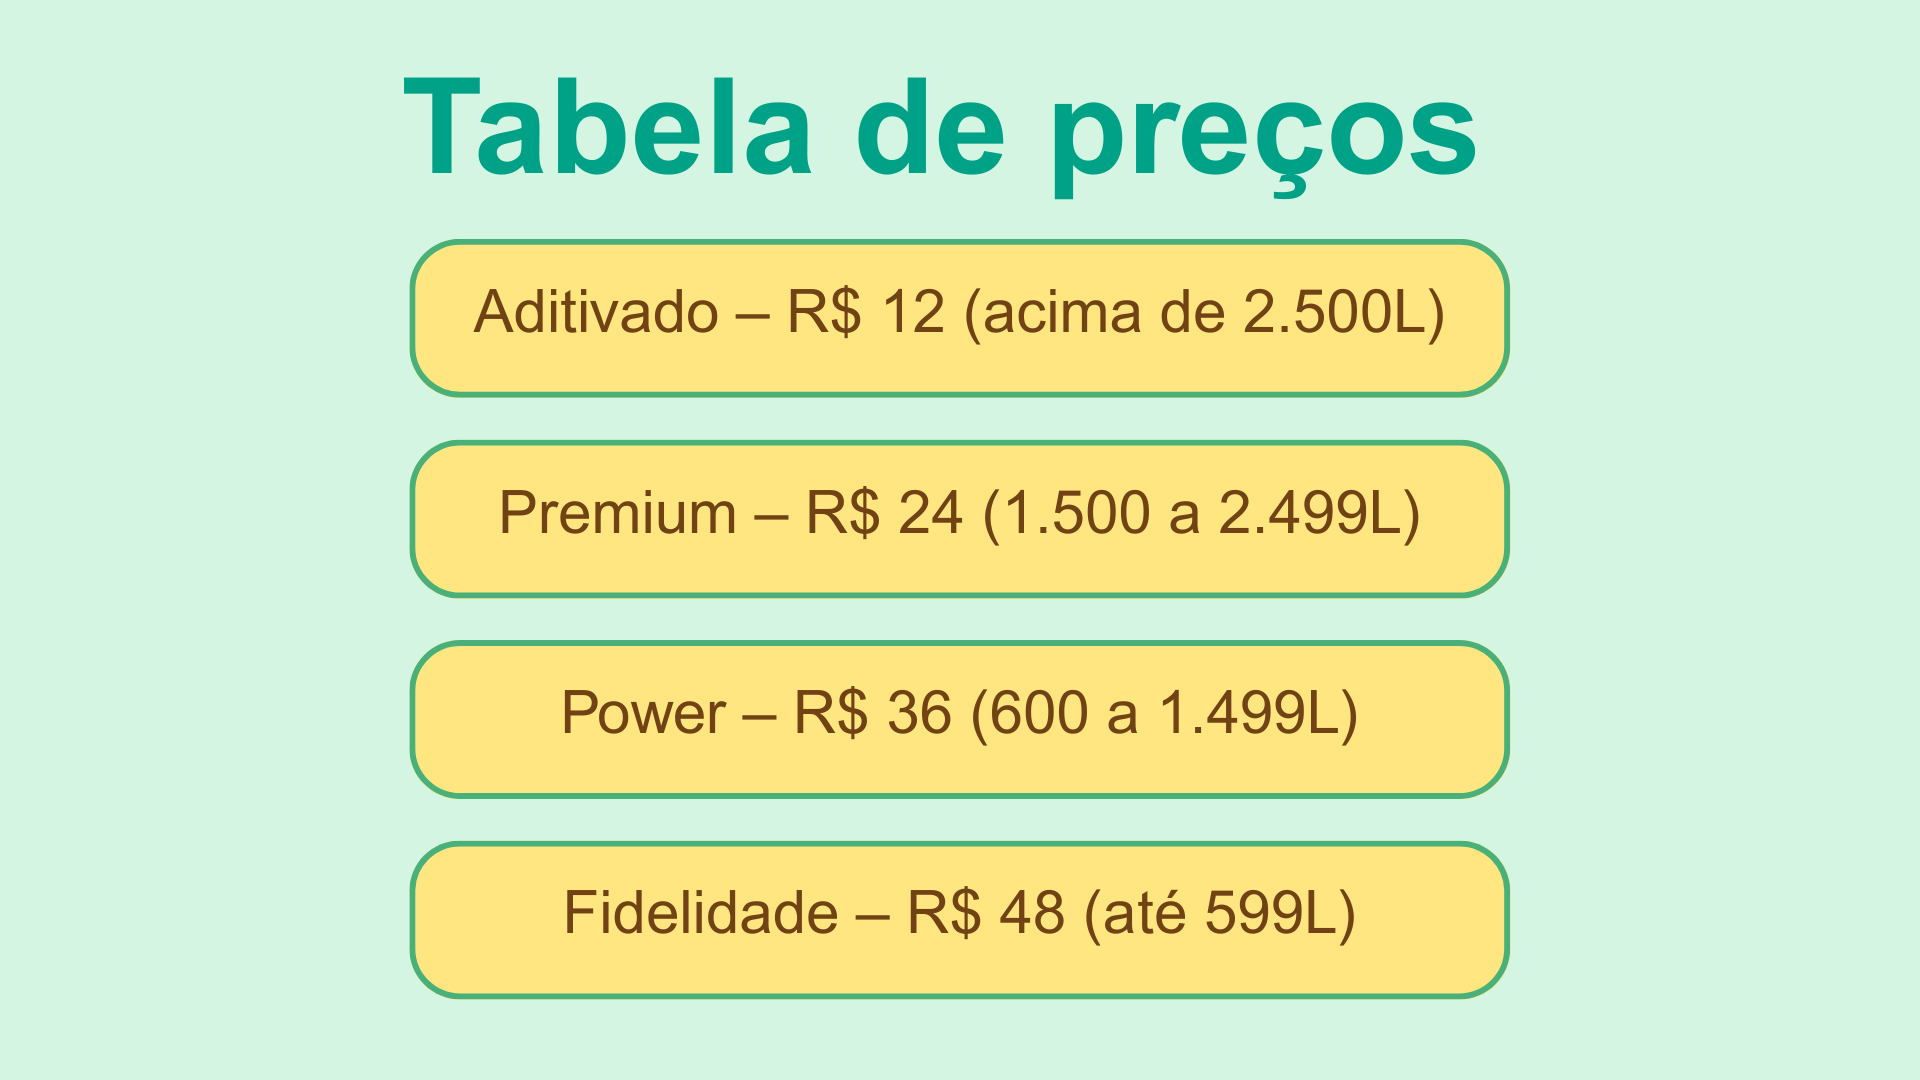 Tabela de preços
Aditivado – R$ 12 (acima de 2.500L)
Premium – R$ 24 (1.500 a 2.499L)
Power – R$ 36 (600 a 1.499L)
Fidelidade – R$ 48 (até 599L)